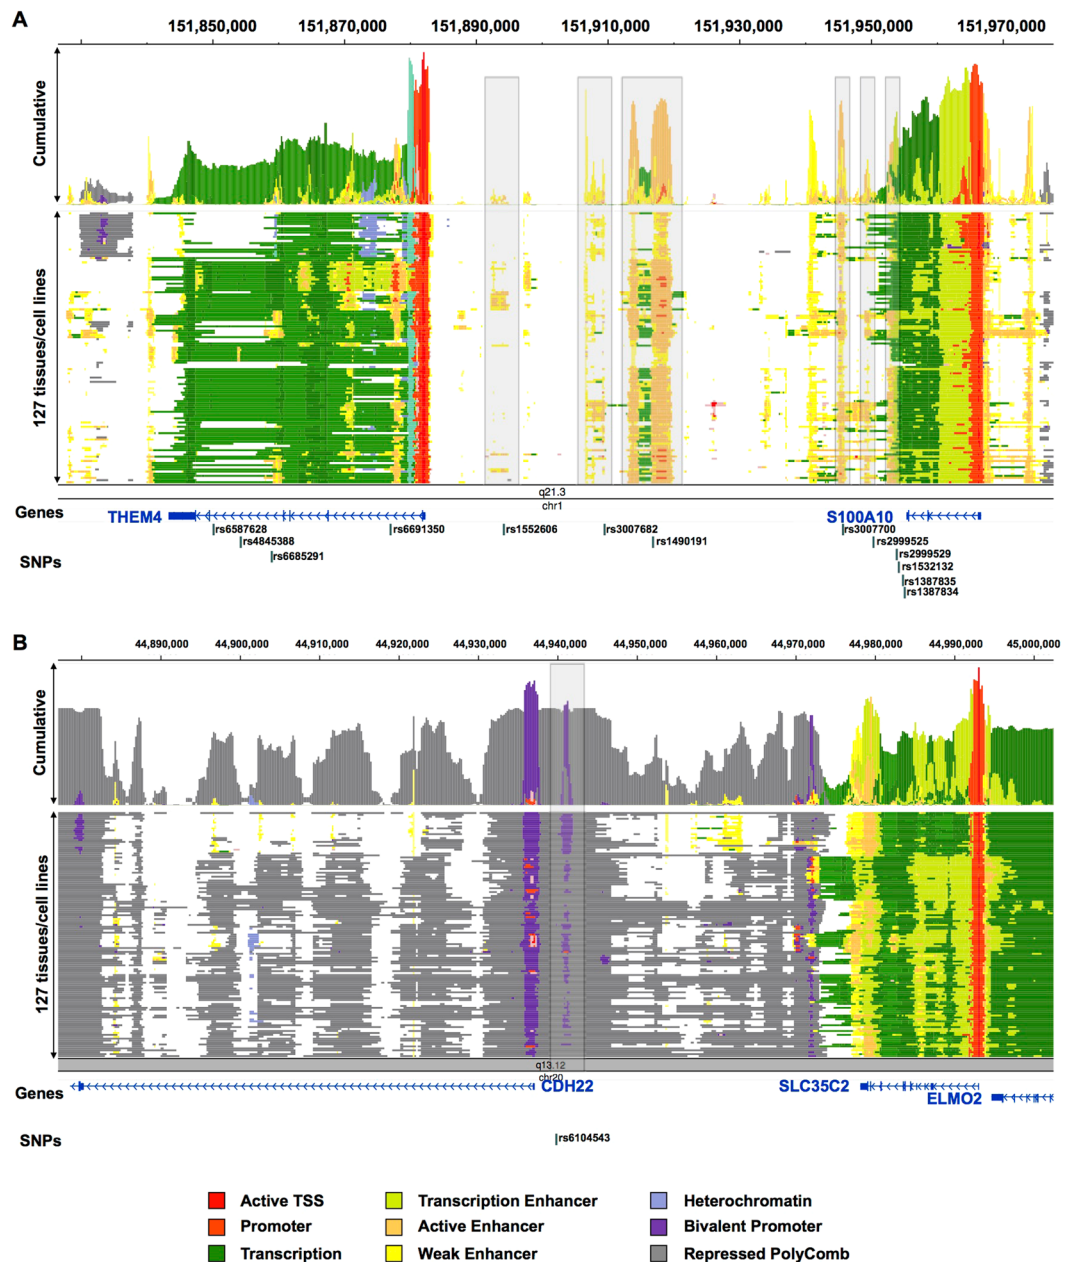 A
151,850,000 151,870,000 151,890,000 151,910,000 151,930,000 151,950,000 151,970,000
Cumulative
127 tissues/cell lines
q21.3
chr1
Genes THEM4 S100A10
SNPs
rs6587628 rs6691350 rs1552606 rs3007682 rs3007700
rs4845388 rs1490191 rs2999525
rs6685291 rs2999529
rs1532132
rs1387835
rs1387834
B
44,890,000 44,900,000 44,910,000 44,920,000 44,930,000 44,940,000 44,950,000 44,960,000 44,970,000 44,980,000 44,990,000 45,000,000
Cumulative
127 tissues/cell lines
q13.12
chr20
Genes CDH22 SLC35C2
ELMO2
SNPs rs6104543
Active TSS Transcription Enhancer Heterochromatin
Promoter Active Enhancer Bivalent Promoter
Transcription Weak Enhancer Repressed PolyComb